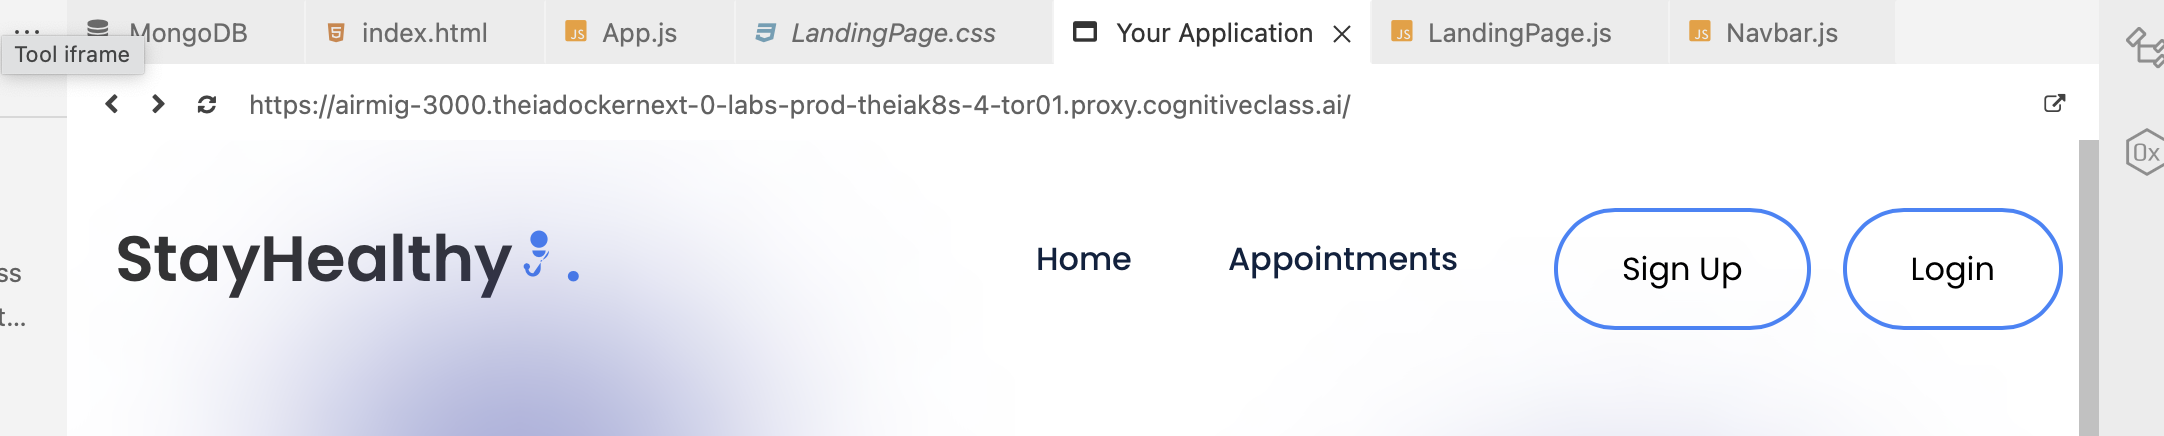 ... MongoDB index.html App.js LandingPage.css Your Application LandingPage.js Navbar.js
Tool iframe
https://airmig-3000.theiadockernext-0-labs-prod-theiak8s-4-tor01.proxy.cognitiveclass.ai/
0x
StayHealthy. Home Appointments Sign Up Login
ss
t...